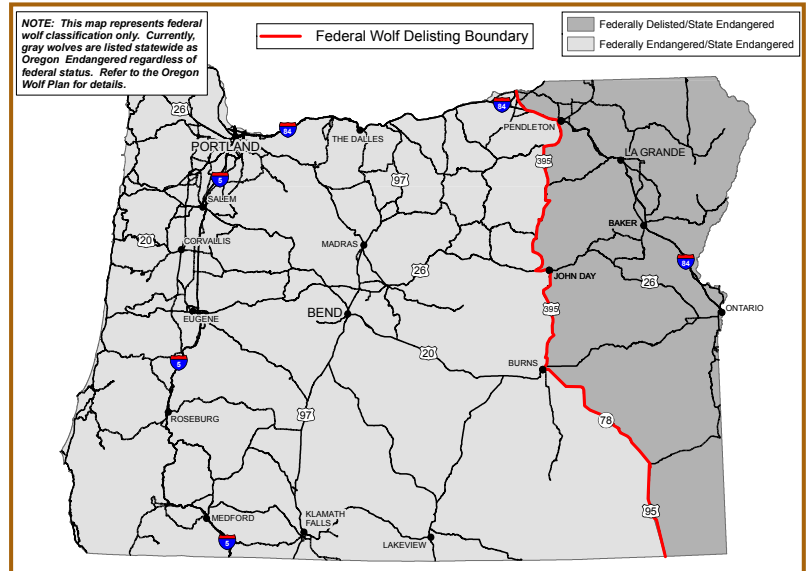 NOTE: This map represents federal
wolf classification only. Currently,
gray wolves are listed statewide as
Oregon Endangered regardless of
federal status. Refer to the Oregon
Wolf Plan for details.
Federal Wolf Delisting Boundary
Federally Delisted/State Endangered
Federally Endangered/State Endangered
26
84
84
PORTLAND
THE DALLES
PENDLETON
LA GRANDE
5
97
395
SALEM
BAKER
20
CORVALLIS
MADRAS
84
26
JOHN DAY
26
EUGENE
BEND
395
ONTARIO
20
5
BURNS
97
ROSEBURG
78
95
MEDFORD
KLAMATH
FALLS
5
LAKEVIEW